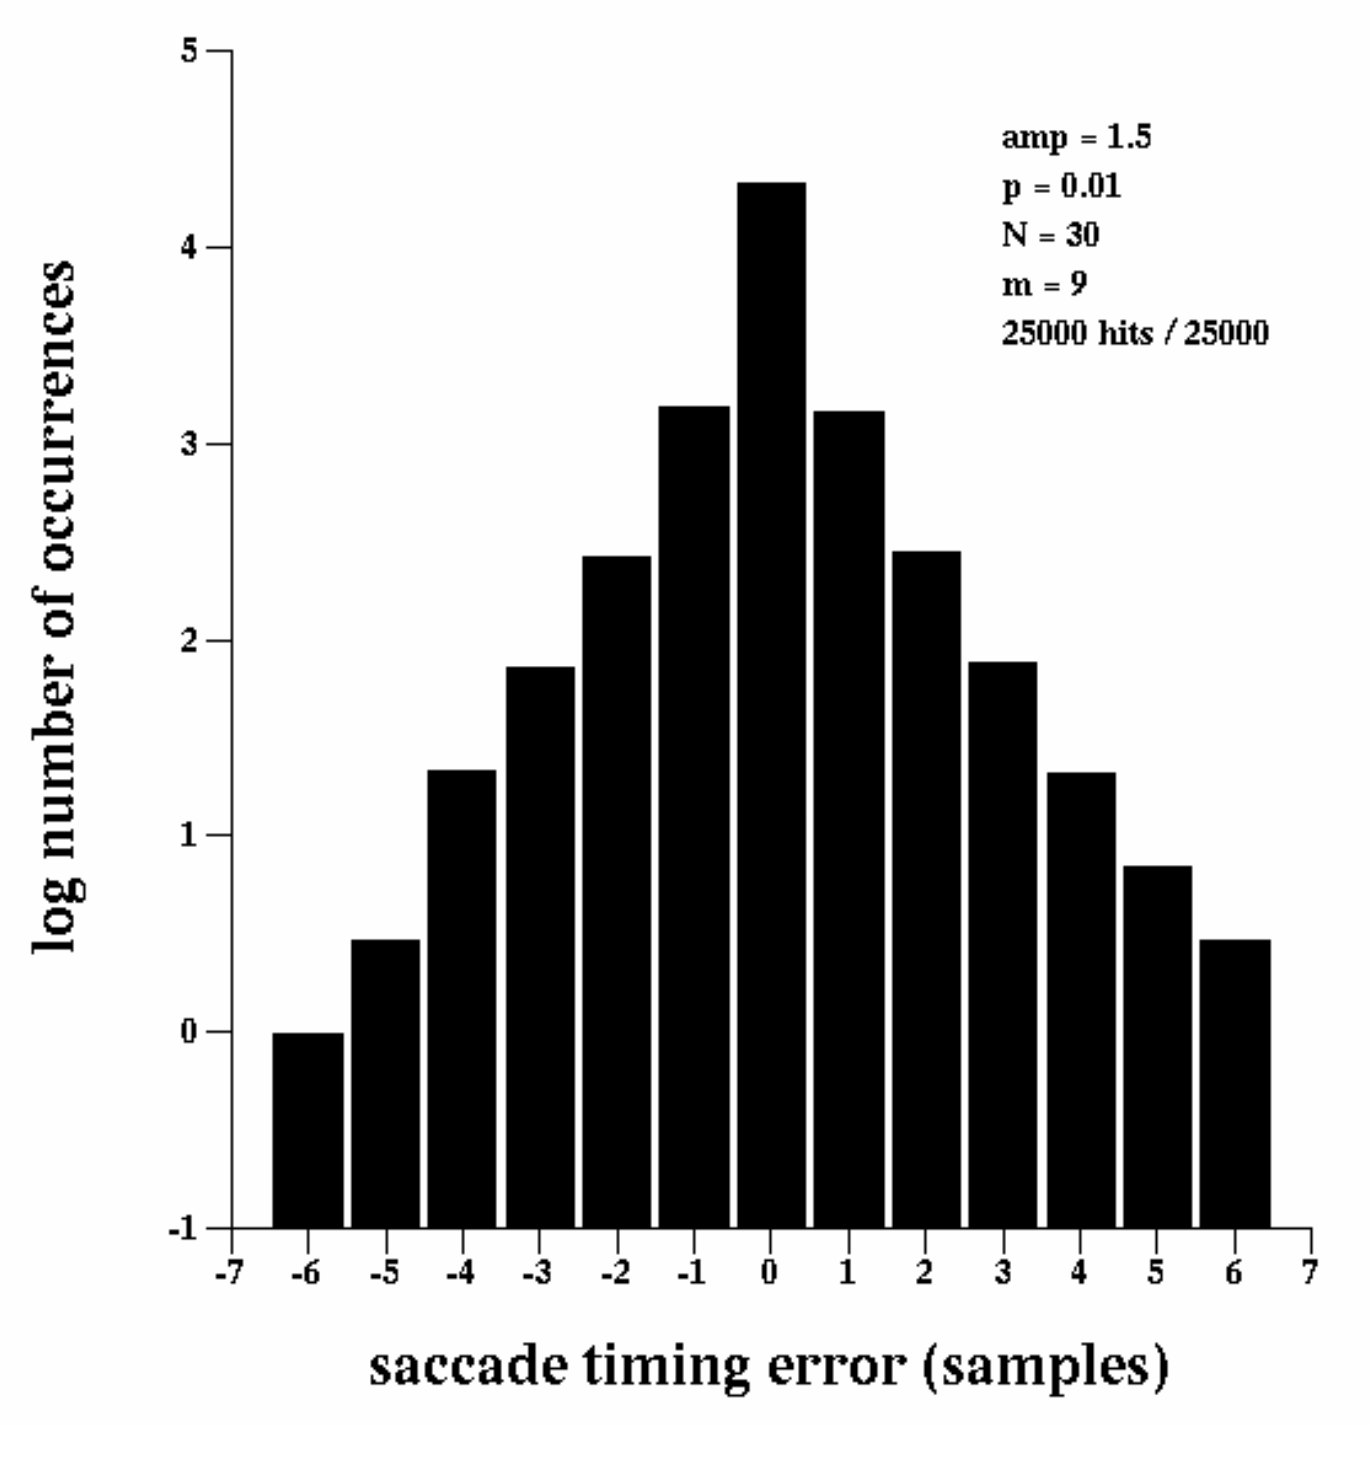 5
4
3
2
1
0
-1
log number of occurrences
amp = 1.5
p = 0.01
N = 30
m = 9
25000 hits / 25000
-7 -6 -5 -4 -3 -2 -1 0 1 2 3 4 5 6 7
saccade timing error (samples)